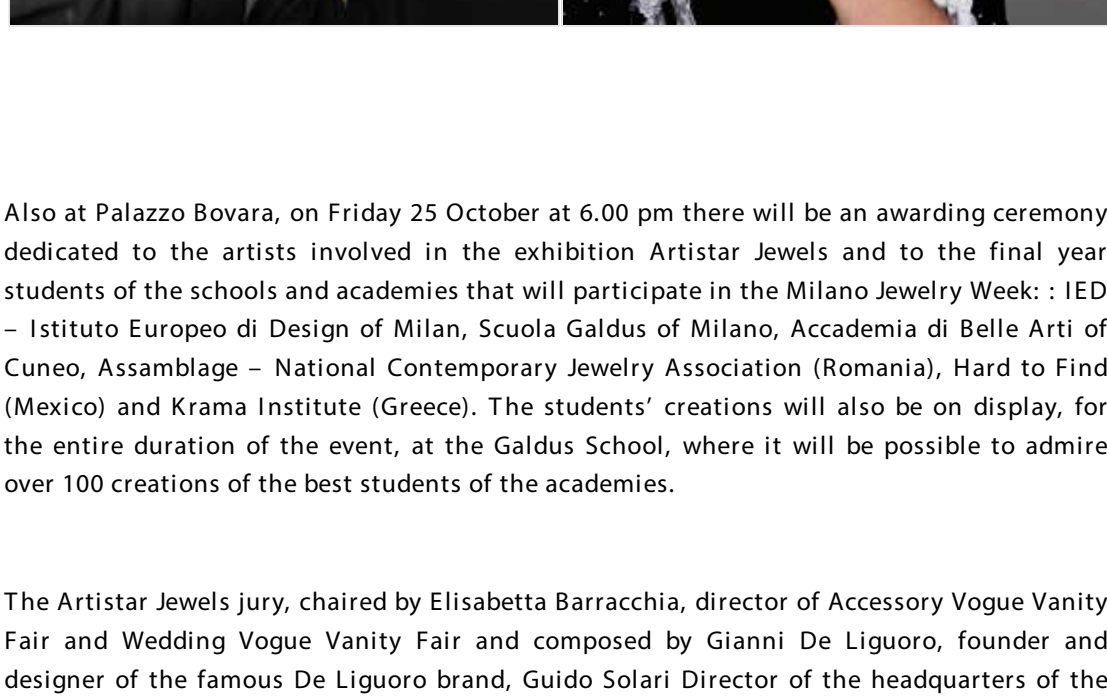 Also at Palazzo Bovara, on Friday 25 October at 6.00 pm there will be an awarding ceremony
dedicated to the artists involved in the exhibition Artistar Jewels and to the final year
students of the schools and academies that will participate in the Milano Jewelry Week: : IED
– Istituto Europeo di Design of Milan, Scuola Galdus of Milano, Accademia di Belle Arti of
Cuneo, Assamblage – National Contemporary Jewelry Association (Romania), Hard to Find
(Mexico) and Krama Institute (Greece). The students’ creations will also be on display, for
the entire duration of the event, at the Galdus School, where it will be possible to admire
over 100 creations of the best students of the academies.
The Artistar Jewels jury, chaired by Elisabetta Barracchia, director of Accessory Vogue Vanity
Fair and Wedding Vogue Vanity Fair and composed by Gianni De Liguoro, founder and
designer of the famous De Liguoro brand, Guido Solari Director of the headquarters of the